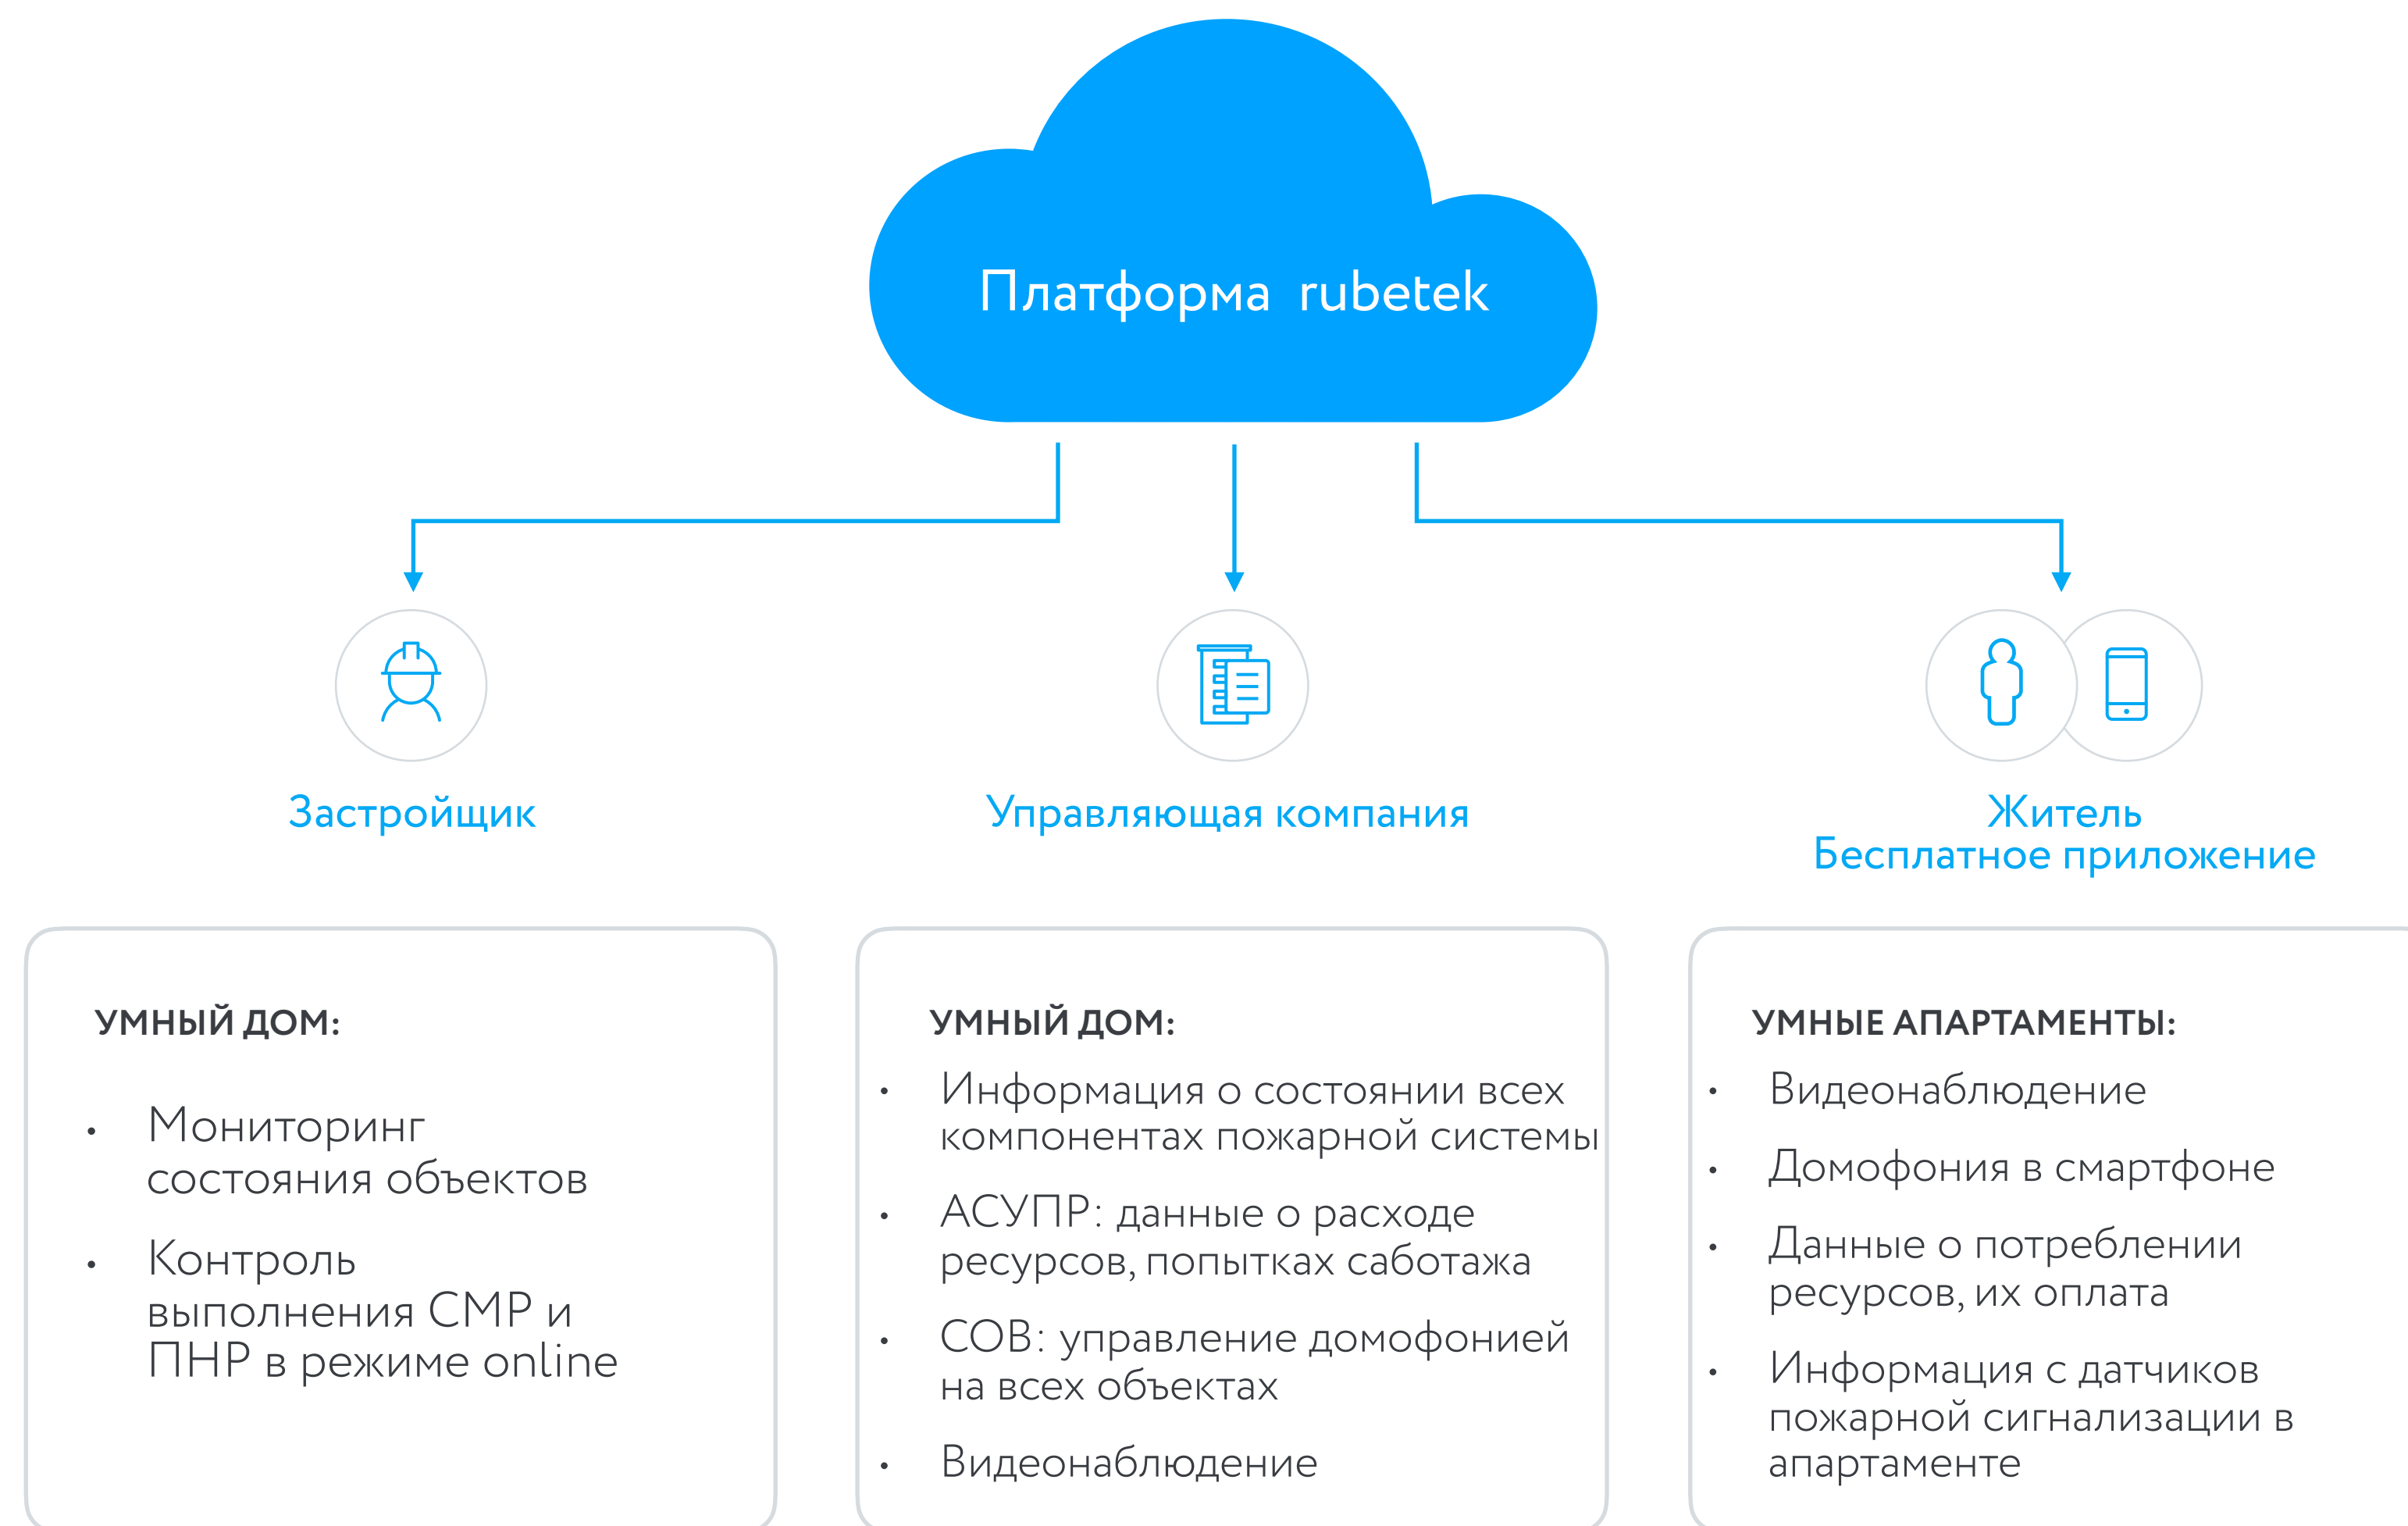 Платформа rubetek
Застройщик
Управляющая компания
Житель
Бесплатное приложение
УМНЫЙ ДОМ:
• Мониторинг
состояния объектов
• Контроль
выполнения СМР и
ПНР в режиме online
УМНЫЙ ДОМ:
• Информация о состоянии всех
компонентах пожарной системы
• АСУПР: данные о расходе
ресурсов, попытках саботажа
• СОВ: управление домофонией
на всех объектах
• Видеонаблюдение
УМНЫЕ АПАРТАМЕНТЫ:
• Видеонаблюдение
• Домофония в смартфоне
• Данные о потреблении
ресурсов, их оплата
• Информация с датчиков
пожарной сигнализации в
апартаменте